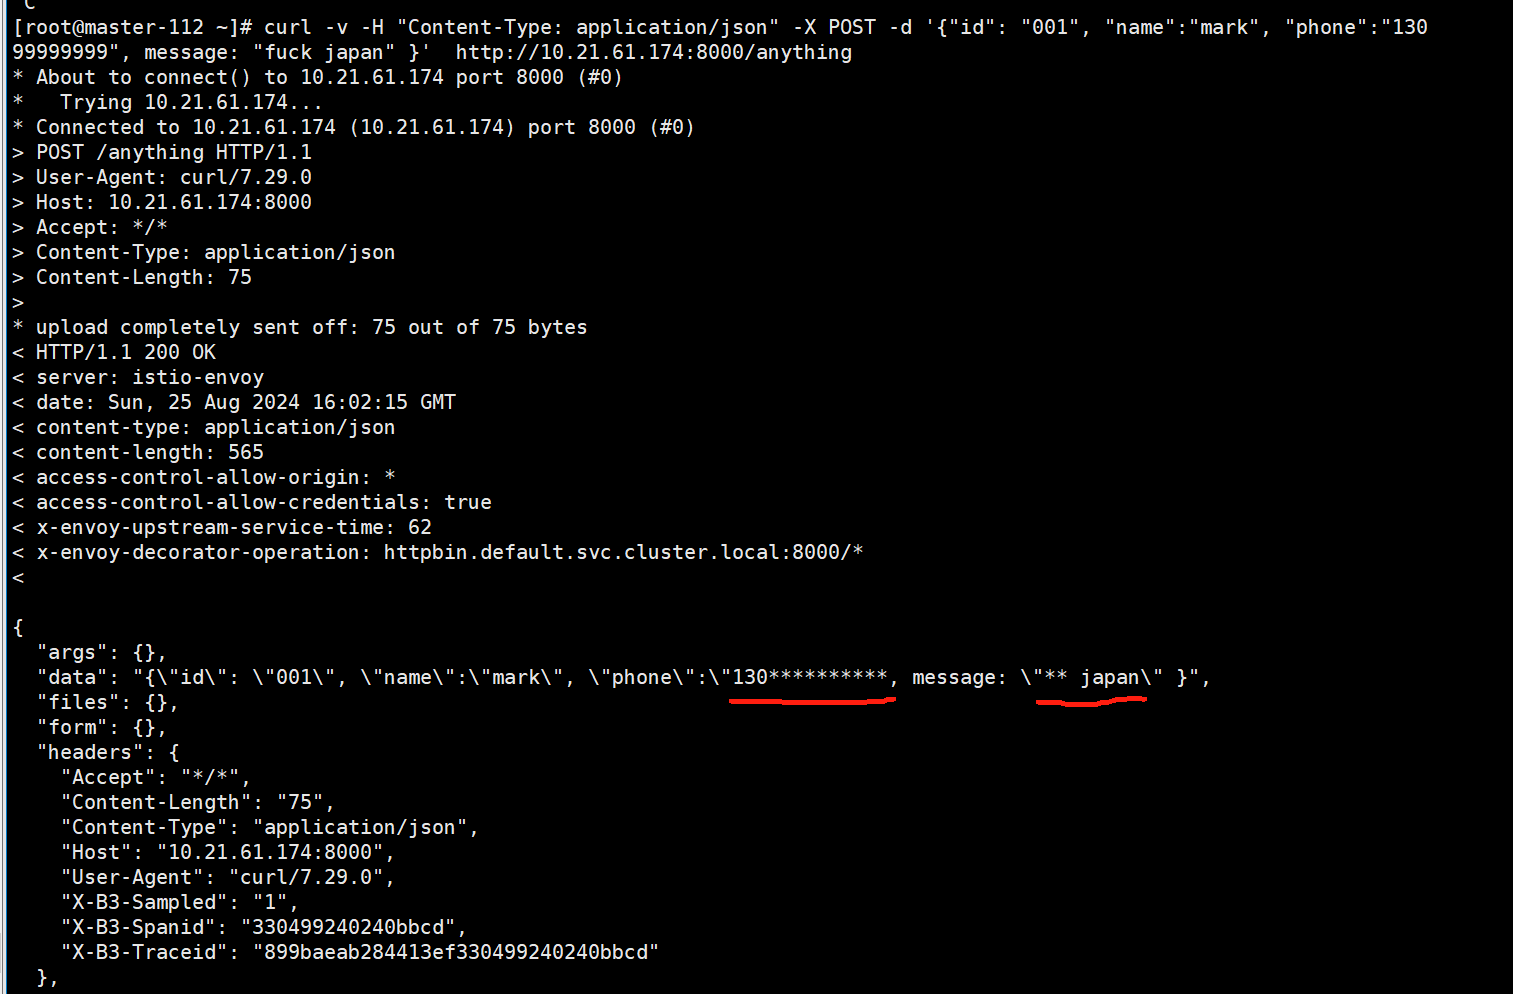 C
[root@master-112 ~]# curl -v -H "Content-Type: application/json" -X POST -d '{"id": "001", "name":"mark", "phone":"130
99999999", message: "fuck japan" }'  http://10.21.61.174:8000/anything
* About to connect() to 10.21.61.174 port 8000 (#0)
*   Trying 10.21.61.174...
* Connected to 10.21.61.174 (10.21.61.174) port 8000 (#0)
> POST /anything HTTP/1.1
> User-Agent: curl/7.29.0
> Host: 10.21.61.174:8000
> Accept: */*
> Content-Type: application/json
> Content-Length: 75
>
* upload completely sent off: 75 out of 75 bytes
< HTTP/1.1 200 OK
< server: istio-envoy
< date: Sun, 25 Aug 2024 16:02:15 GMT
< content-type: application/json
< content-length: 565
< access-control-allow-origin: *
< access-control-allow-credentials: true
< x-envoy-upstream-service-time: 62
< x-envoy-decorator-operation: httpbin.default.svc.cluster.local:8000/*
<
{
  "args": {},
  "data": "{\"id\": \"001\", \"name\":\"mark\", \"phone\":\"130**********, message: \"** japan\" }",
  "files": {},
  "form": {},
  "headers": {
    "Accept": "*/*",
    "Content-Length": "75",
    "Content-Type": "application/json",
    "Host": "10.21.61.174:8000",
    "User-Agent": "curl/7.29.0",
    "X-B3-Sampled": "1",
    "X-B3-Spanid": "330499240240bbcd",
    "X-B3-Traceid": "899baeab284413ef330499240240bbcd"
  },